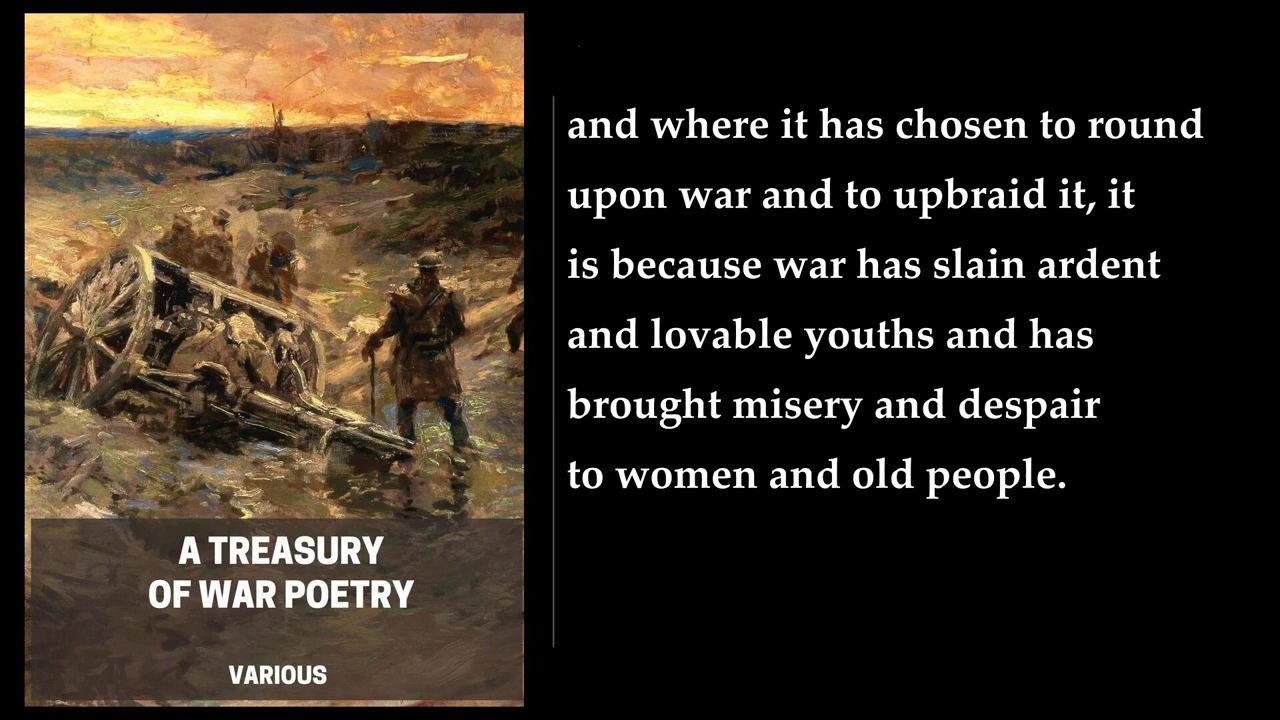 and where it has chosen to round
upon war and to upbraid it, it
is because war has slain ardent
and lovable youths and has
brought misery and despair
to women and old people.
A TREASURY
OF WAR POETRY
VARIOUS